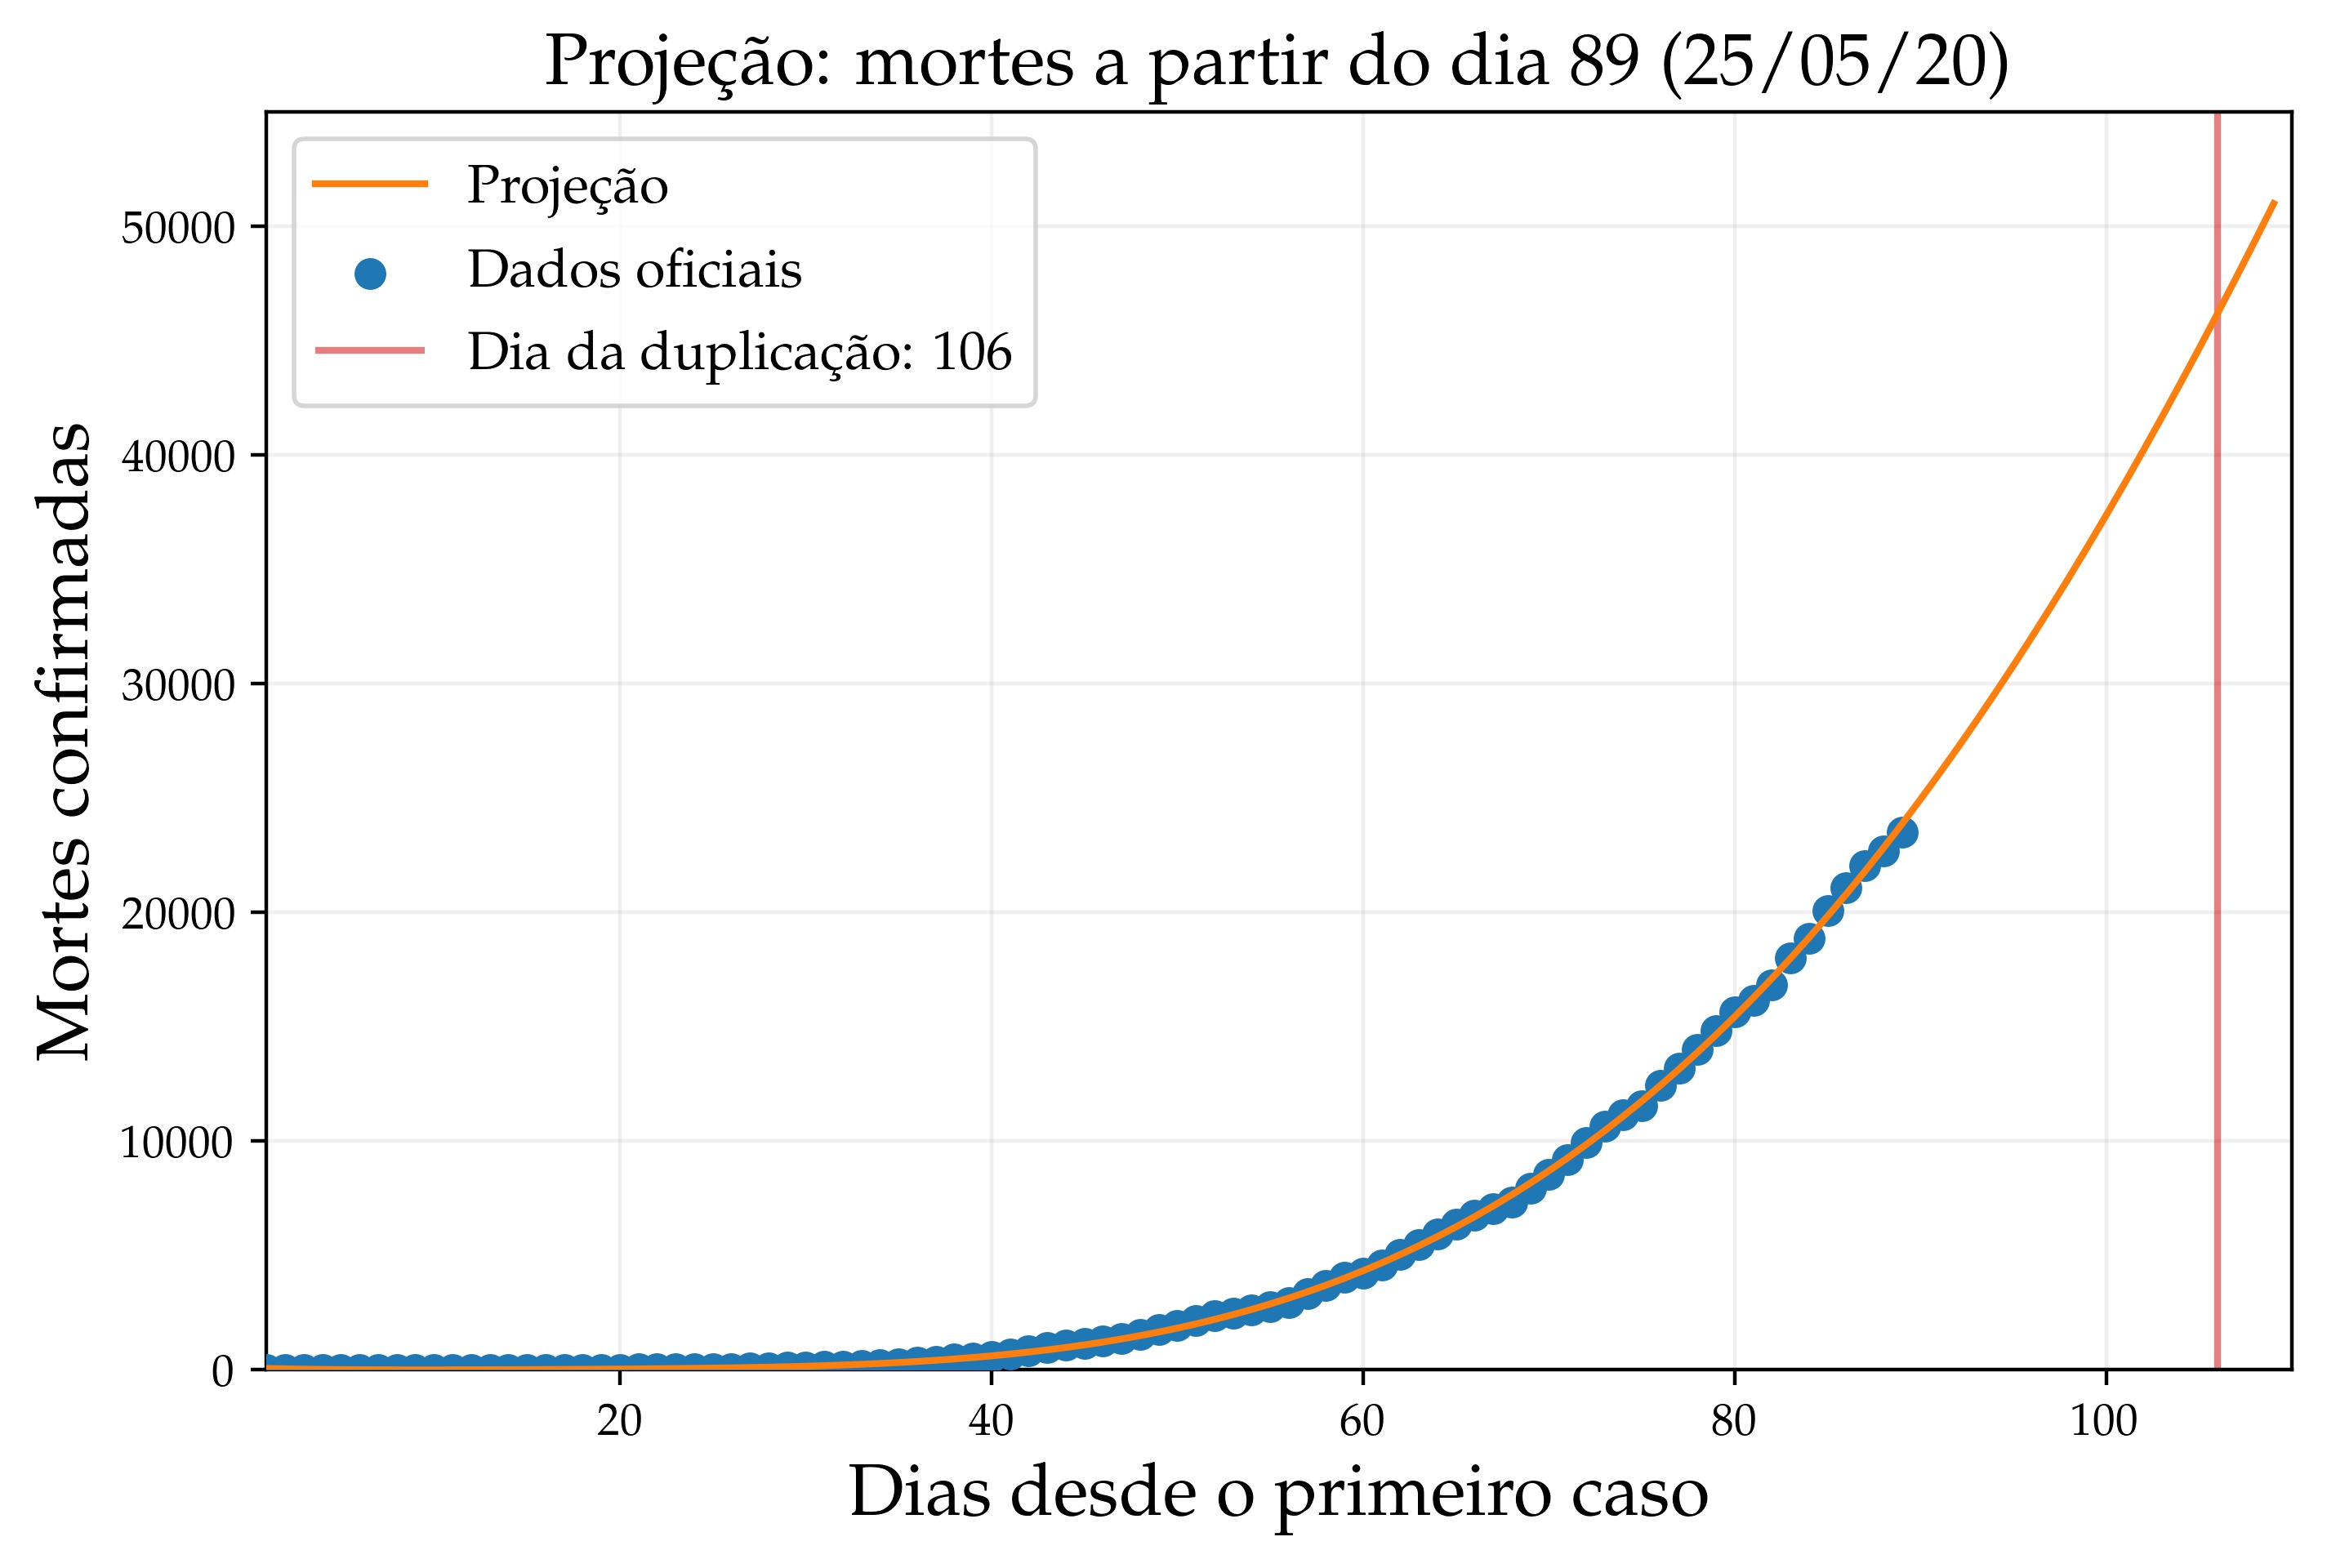 Projeção: mortes a partir do dia 89 (25/05/20)
Projeção
Dados oficiais
Dia da duplicação: 106
Mortes confirmadas
50000
40000
30000
20000
10000
0
20
40
60
80
100
Dias desde o primeiro caso